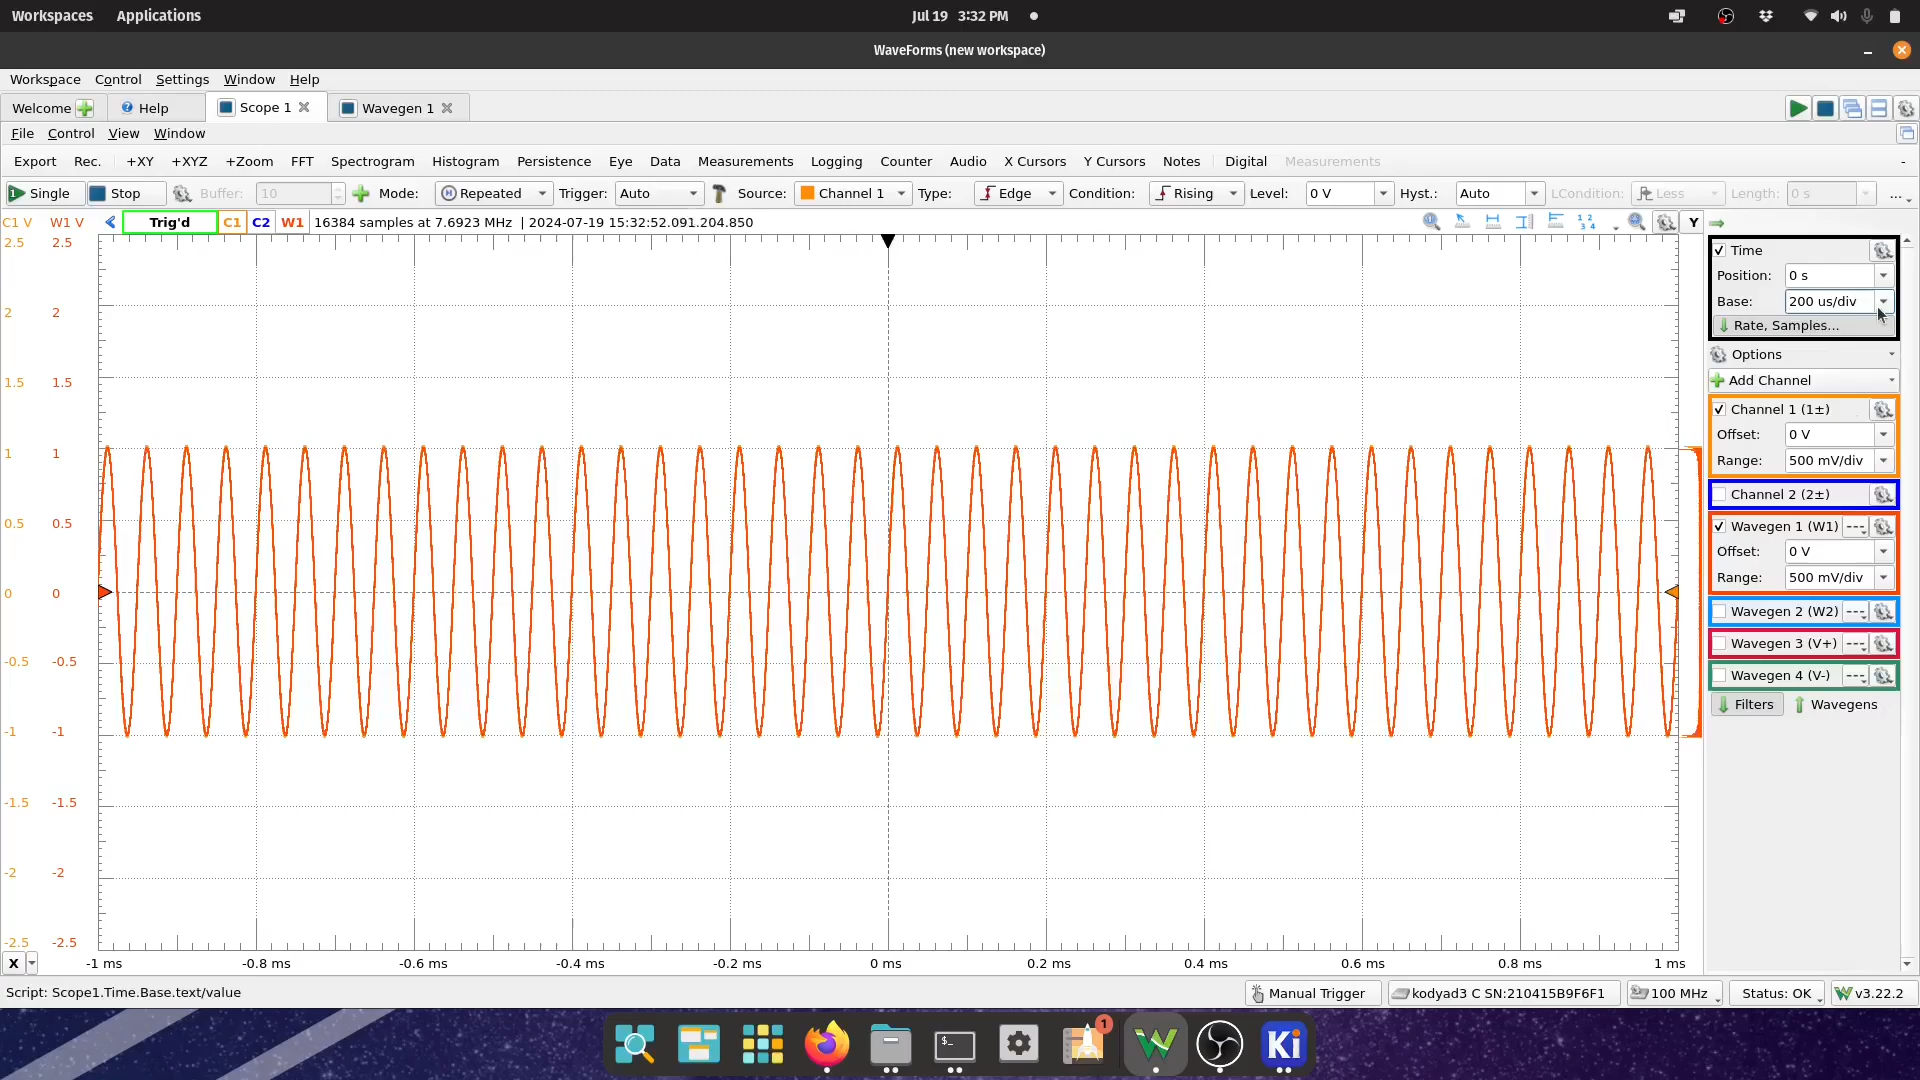 Workspaces Applications Jul 19 3:32 PM
WaveForms (new workspace)
Workspace Control Settings Window Help
Welcome Help Scope 1 Wavegen 1
File Control View Window
Export Rec. +XY +XYZ +Zoom FFT Spectrogram Histogram Persistence Eye Data Measurements Logging Counter Audio X Cursors Y Cursors Notes Digital Measurements -
Single Stop Buffer: 10 Mode: Repeated Trigger: Auto Source: Channel 1 Type: Edge Condition: Rising Level: 0 V Hyst.: Auto LCondition: Less Length: 0 s ...
C1 V W1 V Trig'd C1 C2 W1 16384 samples at 7.6923 MHz | 2024-07-19 15:32:52.091.204.850 Y
2.5 2.5
2 2
1.5 1.5
1 1
0.5 0.5
0 0
-0.5 -0.5
-1 -1
-1.5 -1.5
-2 -2
-2.5 -2.5
X -1 ms -0.8 ms -0.6 ms -0.4 ms -0.2 ms 0 ms 0.2 ms 0.4 ms 0.6 ms 0.8 ms 1 ms
Time
Position: 0 s
Base: 200 us/div
Rate, Samples...
Options
Add Channel
Channel 1 (1±)
Offset: 0 V
Range: 500 mV/div
Channel 2 (2±)
Wavegen 1 (W1) ---
Offset: 0 V
Range: 500 mV/div
Wavegen 2 (W2) ---
Wavegen 3 (V+) ---
Wavegen 4 (V-) ---
Filters Wavegens
Script: Scope1.Time.Base.text/value Manual Trigger kodyad3 C SN:210415B9F6F1 100 MHz Status: OK v3.22.2
$_ 1 W Ki